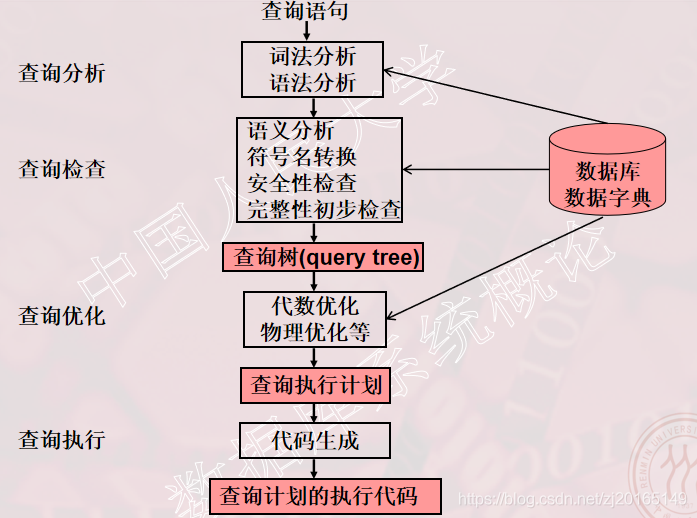 查询语句
查询分析
词法分析
语法分析
查询检查
语义分析
符号名转换
安全性检查
完整性初步检查
数据库
数据字典
查询树(query tree)
查询优化
代数优化
物理优化等
查询执行计划
查询执行
代码生成
查询计划的执行代码
中国人民大学
数据库系统概论
https://blog.csdn.net/zj20165149